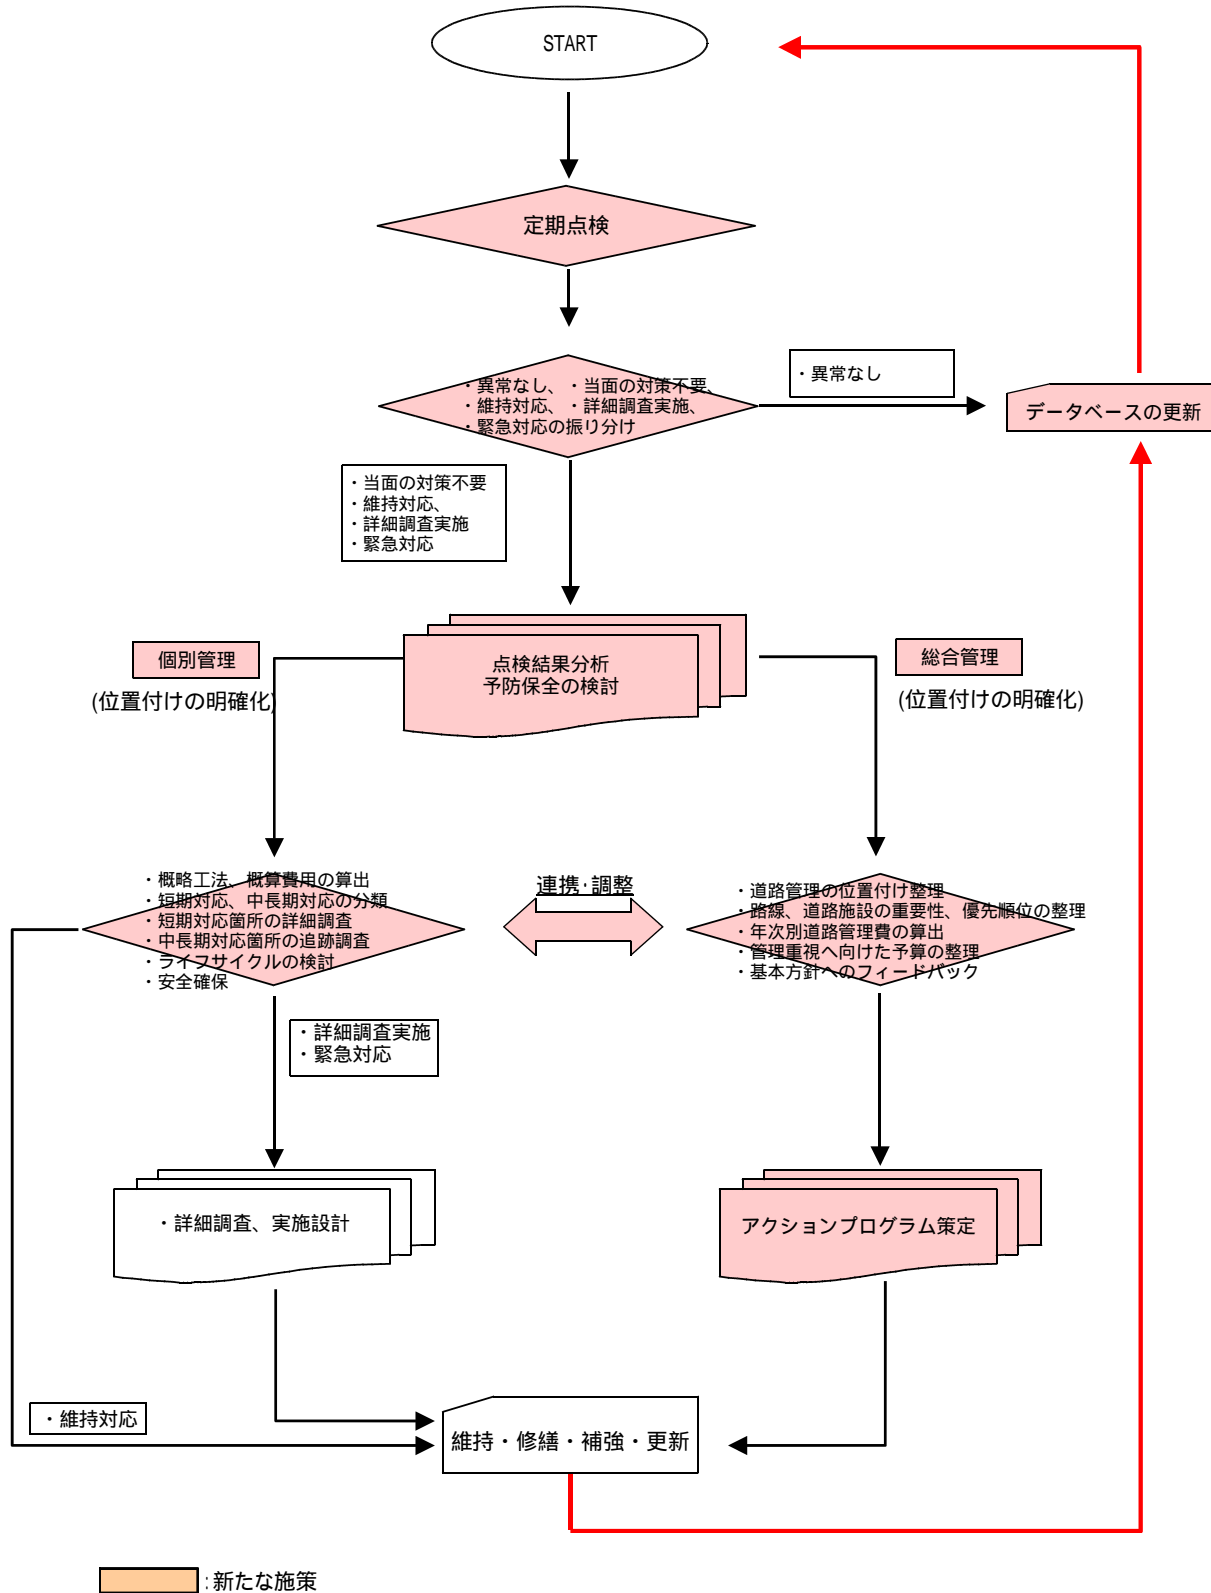 START
定期点検
・異常なし、・当面の対策不要、
・維持対応、・詳細調査実施、
・緊急対応の振り分け
・異常なし
データベースの更新
・当面の対策不要
・維持対応、
・詳細調査実施
・緊急対応
個別管理
(位置付けの明確化)
点検結果分析
予防保全の検討
総合管理
(位置付けの明確化)
・概略工法、概算費用の算出
・短期対応、中長期対応の分類
・短期対応箇所の詳細調査
・中長期対応箇所の追跡調査
・ライフサイクルの検討
・安全確保
連携・調整
・道路管理の位置付け整理
・路線、道路施設の重要性、優先順位の整理
・年次別道路管理費の算出
・管理重視へ向けた予算の整理
・基本方針へのフィードバック
・詳細調査実施
・緊急対応
・詳細調査、実施設計
アクションプログラム策定
・維持対応
維持・修繕・補強・更新
:新たな施策